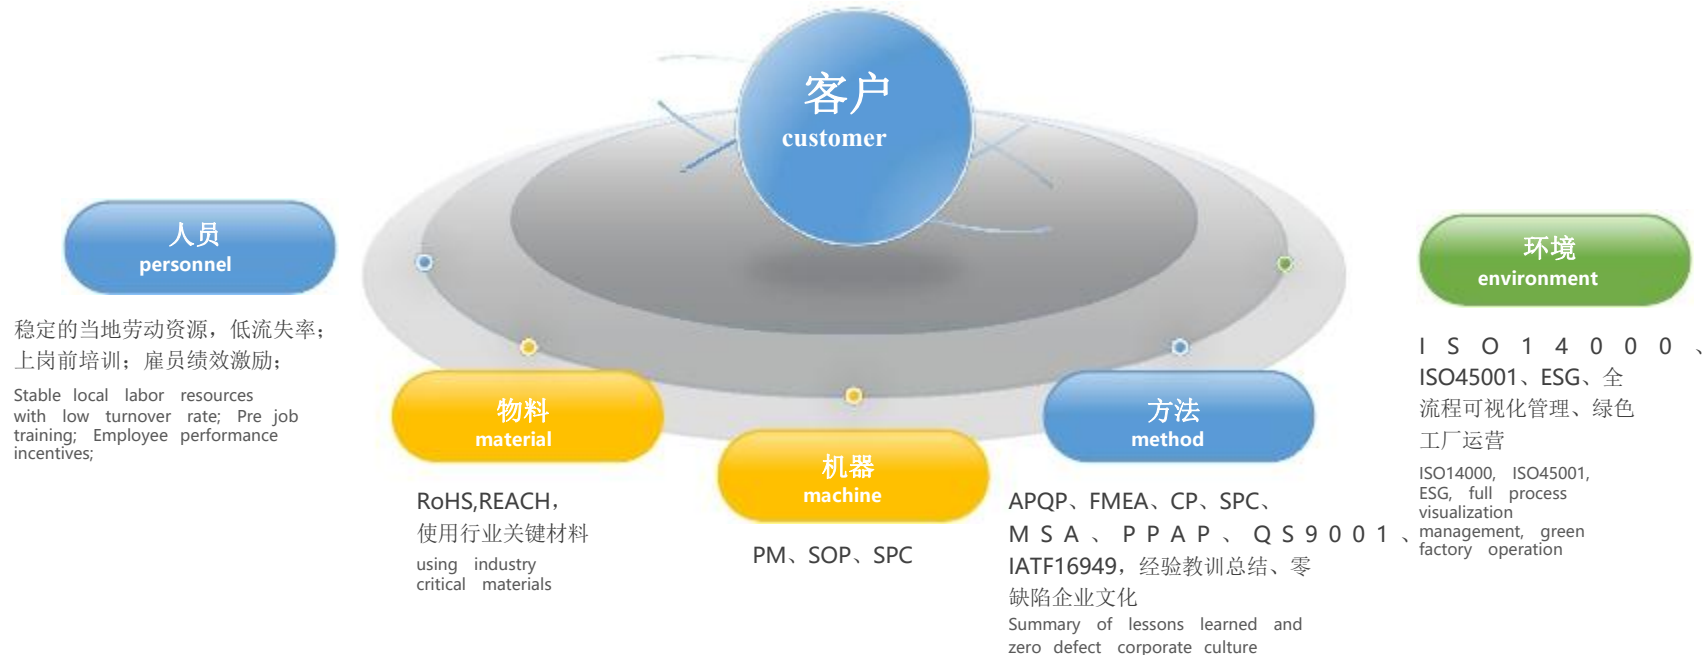 客户
customer
人员
personnel
稳定的当地劳动资源，低流失率；
上岗前培训；雇员绩效激励；
Stable local labor resources
with low turnover rate; Pre job
training; Employee performance
incentives;
物料
material
RoHS,REACH，
使用行业关键材料
using industry
critical materials
机器
machine
PM、SOP、SPC
方法
method
APQP、FMEA、CP、SPC、
MSA、PPAP、QS9001、
IATF16949，经验教训总结、零
缺陷企业文化
Summary of lessons learned and
zero defect corporate culture
环境
environment
ISO14000、
ISO45001、ESG、全
流程可视化管理、绿色
工厂运营
ISO14000, ISO45001,
ESG, full process
visualization
management, green
factory operation